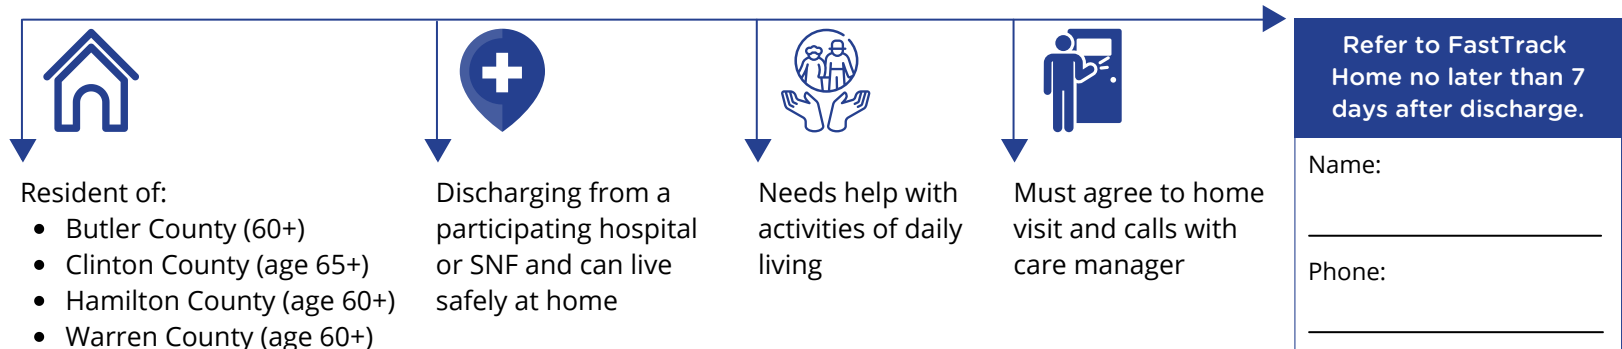 Resident of:
• Butler County (60+)
• Clinton County (age 65+)
• Hamilton County (age 60+)
• Warren County (age 60+)
Discharging from a
participating hospital
or SNF and can live
safely at home
Needs help with
activities of daily
living
Must agree to home
visit and calls with
care manager
Refer to FastTrack
Home no later than 7
days after discharge.
Name:
Phone: